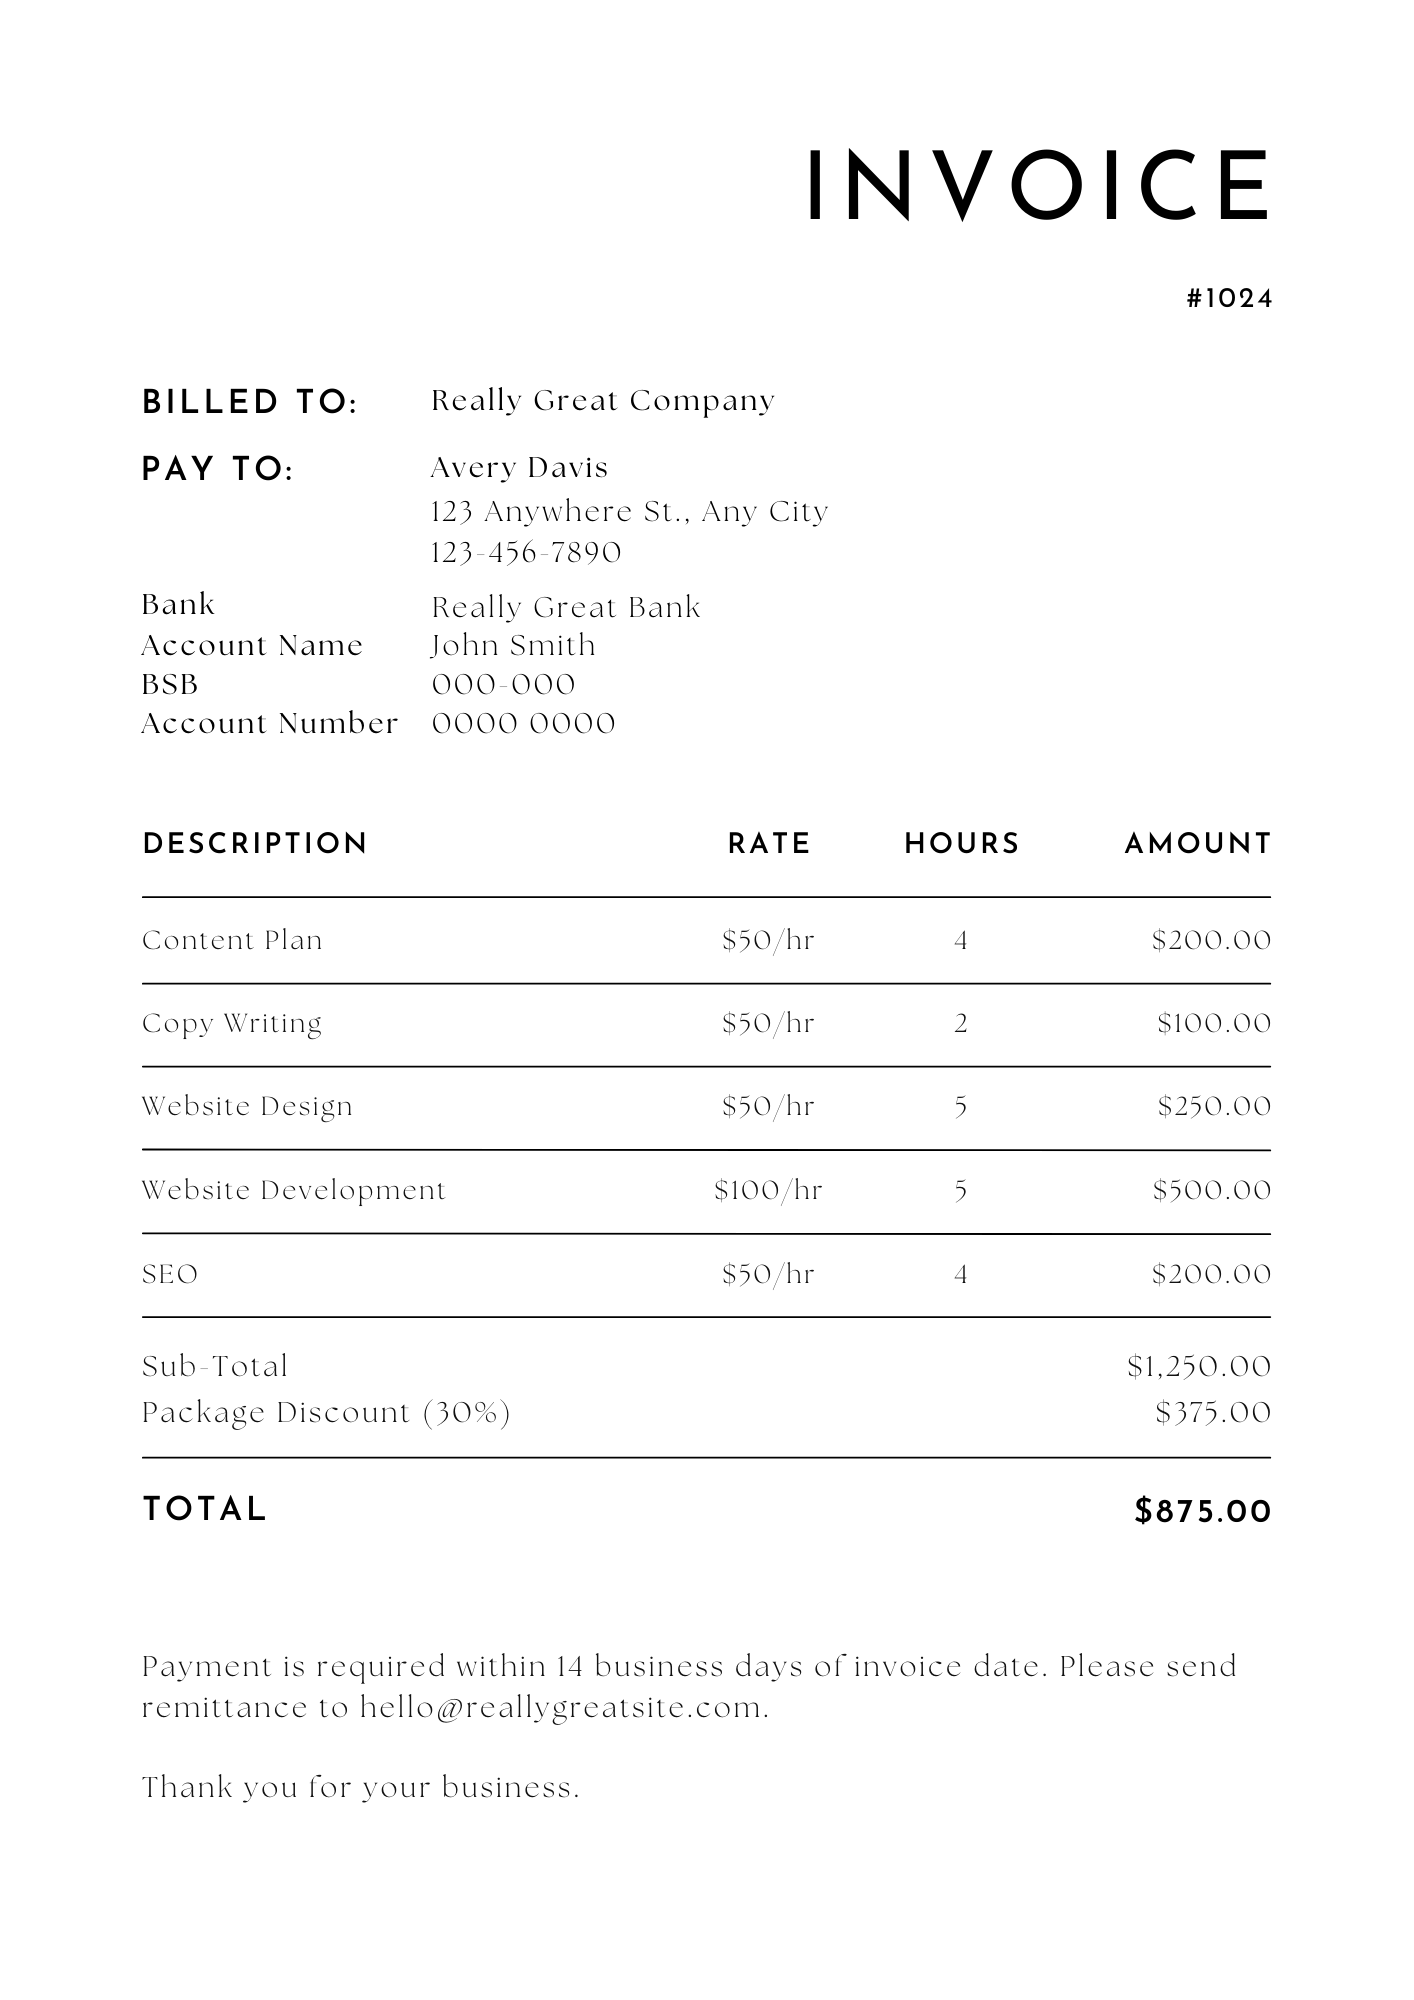 INVOICE
#1024
BILLED TO: Really Great Company
PAY TO: Avery Davis
123 Anywhere St., Any City
123-456-7890
Bank Really Great Bank
Account Name John Smith
BSB 000-000
Account Number 0000 0000
DESCRIPTION RATE HOURS AMOUNT
Content Plan $50/hr 4 $200.00
Copy Writing $50/hr 2 $100.00
Website Design $50/hr 5 $250.00
Website Development $100/hr 5 $500.00
SEO $50/hr 4 $200.00
Sub-Total $1,250.00
Package Discount (30%) $375.00
TOTAL $875.00
Payment is required within 14 business days of invoice date. Please send
remittance to hello@reallygreatsite.com.
Thank you for your business.